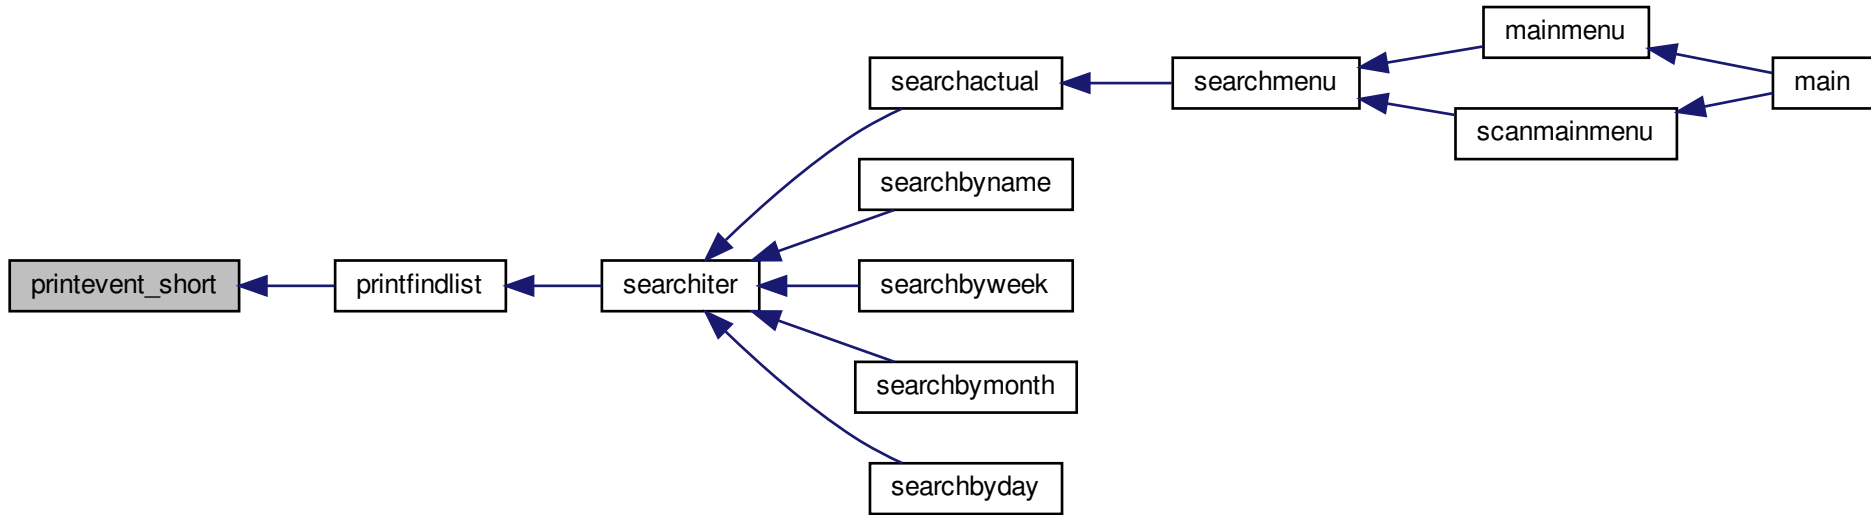 mainmenu
searchactual
searchmenu
main
scanmainmenu
searchbyname
printevent_short
printfindlist
searchiter
searchbyweek
searchbymonth
searchbyday